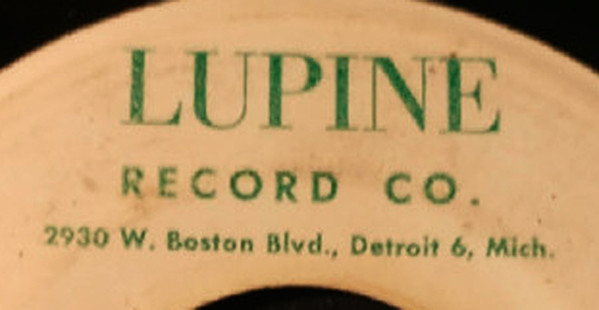 LUPINE
RECORD CO.
2930 W. Boston Blvd., Detroit 6, Mich.